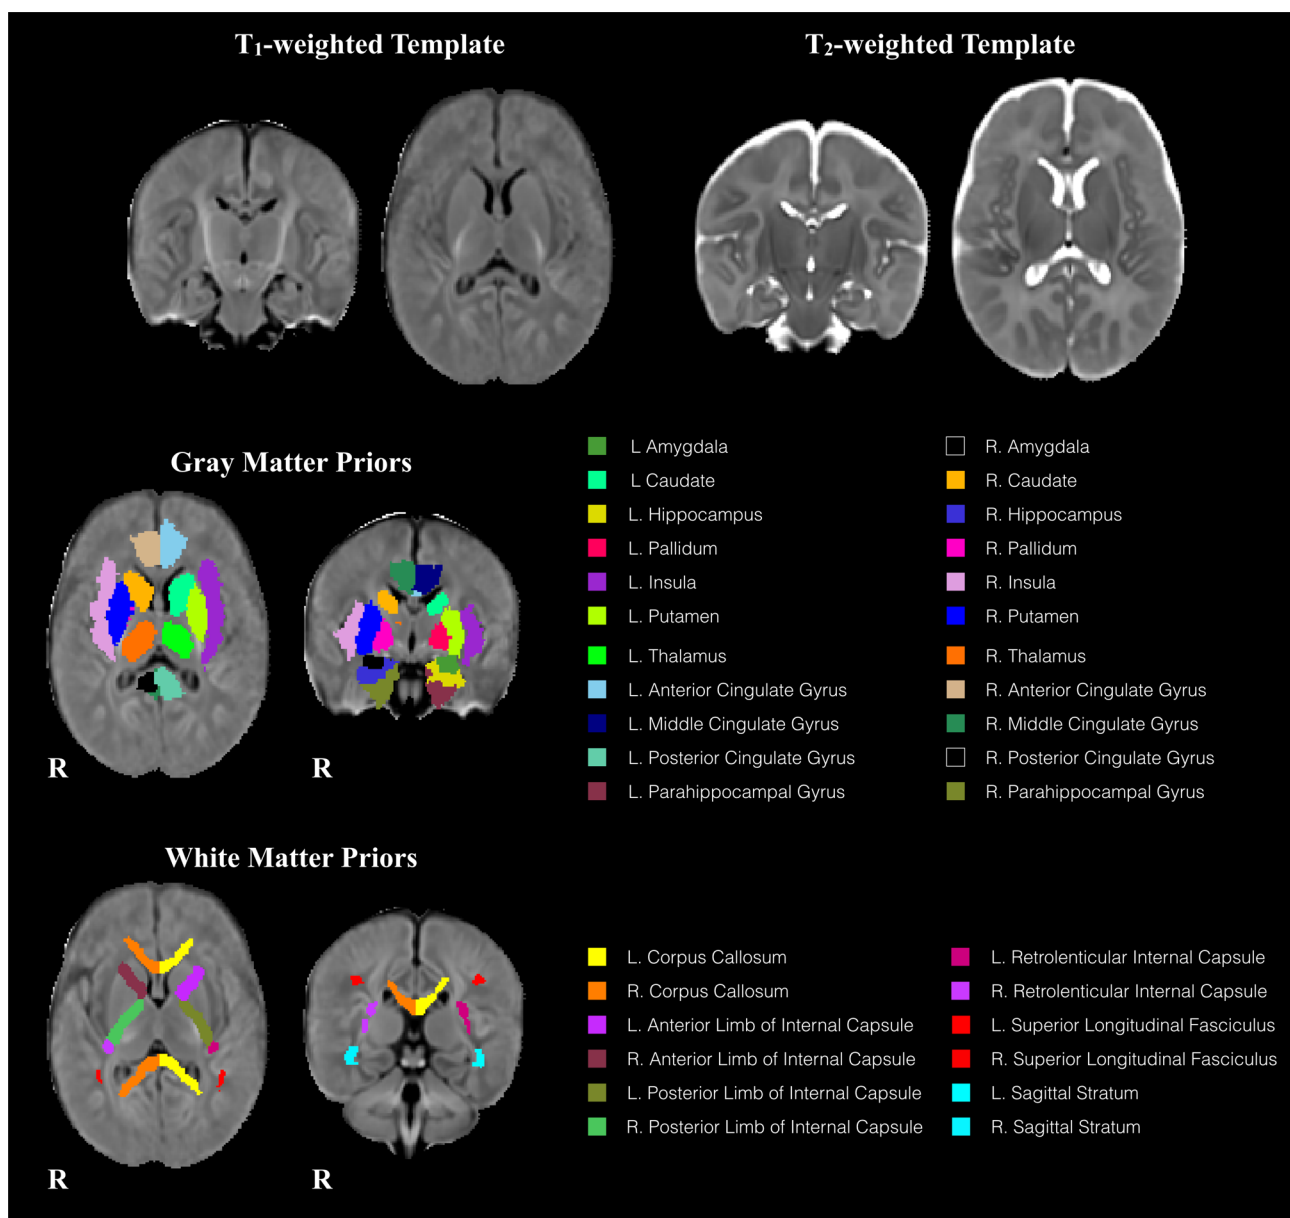 T1-weighted Template
T2-weighted Template
Gray Matter Priors
R
R
L Amygdala
L Caudate
L. Hippocampus
L. Pallidum
L. Insula
L. Putamen
L. Thalamus
L. Anterior Cingulate Gyrus
L. Middle Cingulate Gyrus
L. Posterior Cingulate Gyrus
L. Parahippocampal Gyrus
R. Amygdala
R. Caudate
R. Hippocampus
R. Pallidum
R. Insula
R. Putamen
R. Thalamus
R. Anterior Cingulate Gyrus
R. Middle Cingulate Gyrus
R. Posterior Cingulate Gyrus
R. Parahippocampal Gyrus
White Matter Priors
R
R
L. Corpus Callosum
R. Corpus Callosum
L. Anterior Limb of Internal Capsule
R. Anterior Limb of Internal Capsule
L. Posterior Limb of Internal Capsule
R. Posterior Limb of Internal Capsule
L. Retrolenticular Internal Capsule
R. Retrolenticular Internal Capsule
L. Superior Longitudinal Fasciculus
R. Superior Longitudinal Fasciculus
L. Sagittal Stratum
R. Sagittal Stratum